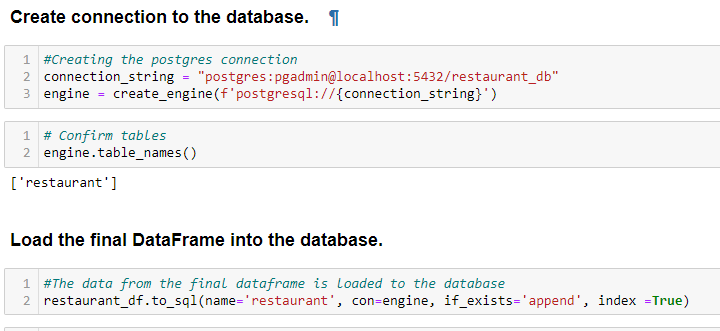 Create connection to the database. ¶
1 #Creating the postgres connection
2 connection_string = "postgres:pgadmin@localhost:5432/restaurant_db"
3 engine = create_engine(f'postgresql://{connection_string}')
1 # Confirm tables
2 engine.table_names()
['restaurant']
Load the final DataFrame into the database.
1 #The data from the final dataframe is loaded to the database
2 restaurant_df.to_sql(name='restaurant', con=engine, if_exists='append', index =True)